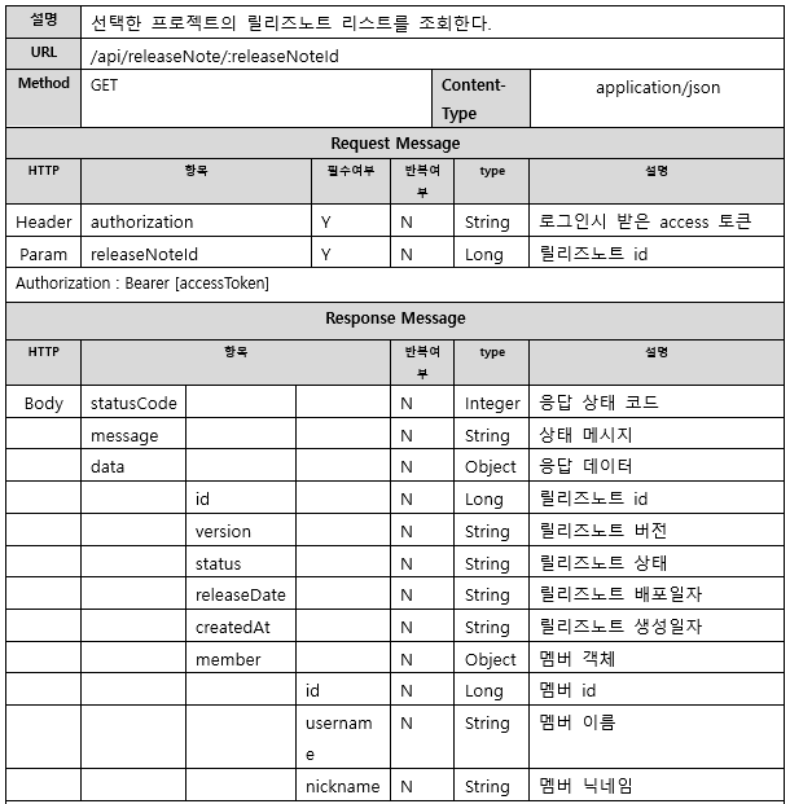 설명 선택한 프로젝트의 릴리즈노트 리스트를 조회한다.
URL /api/releaseNote/:releaseNoteId
Method GET Content-
Type application/json
Request Message
HTTP 항목 필수여부 반복여
부 type 설명
Header authorization Y N String 로그인시 받은 access 토큰
Param releaseNoteId Y N Long 릴리즈노트 id
Authorization : Bearer [accessToken]
Response Message
HTTP 항목 반복여
부 type 설명
Body statusCode N Integer 응답 상태 코드
message N String 상태 메시지
data N Object 응답 데이터
id N Long 릴리즈노트 id
version N String 릴리즈노트 버전
status N String 릴리즈노트 상태
releaseDate N String 릴리즈노트 배포일자
createdAt N String 릴리즈노트 생성일자
member N Object 멤버 객체
id N Long 멤버 id
usernam
e N String 멤버 이름
nickname N String 멤버 닉네임